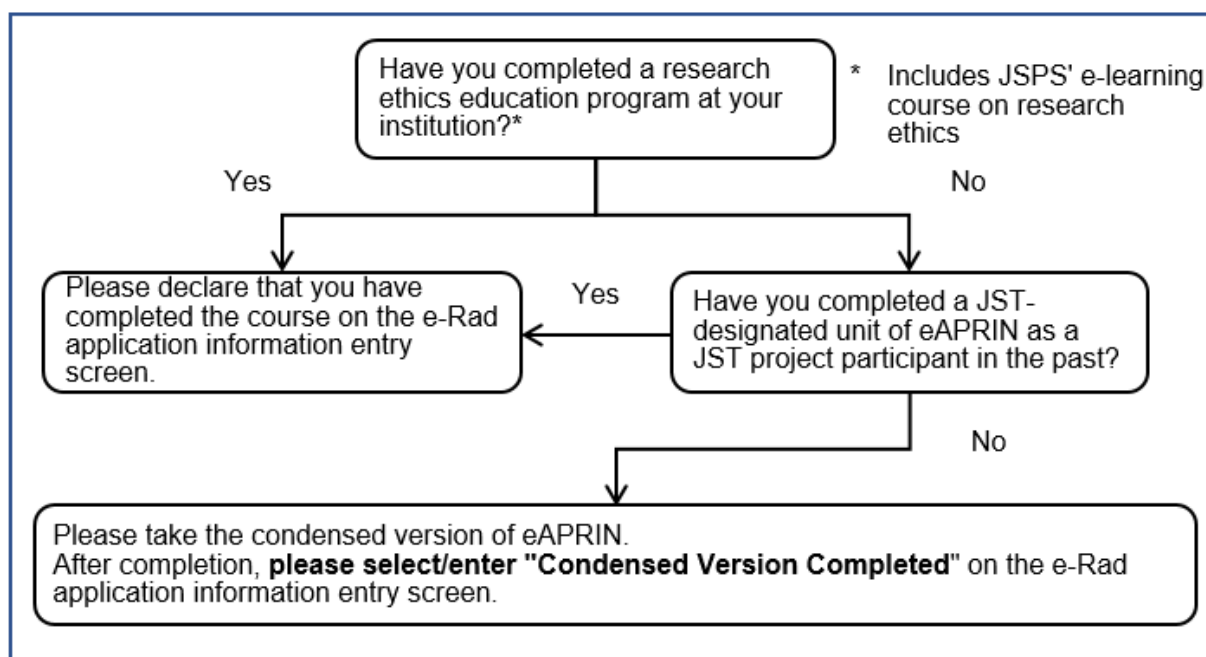 Have you completed a research
ethics education program at your
institution?*
* Includes JSPS' e-learning
course on research
ethics
Yes
No
Please declare that you have
completed the course on the e-Rad
application information entry
screen.
Yes
Have you completed a JST-
designated unit of eAPRIN as a
JST project participant in the past?
No
Please take the condensed version of eAPRIN.
After completion, please select/enter "Condensed Version Completed" on the e-Rad
application information entry screen.